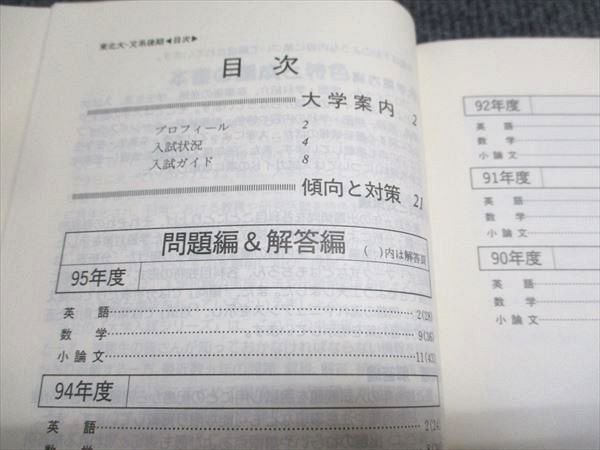 東北大-文系後期◀目次▶
目 次
大学案内 2
プロフィール 2
入試状況 4
入試ガイド 8
傾向と対策 21
問題編&解答編 ( )内は解答頁
95年度
英 語……2(28)
数 学……9(36)
小論文……11(43)
94年度
英 語……2(24
数 学
92年度
英 語……
数 学……
小論文……
91年度
英 語……
数 学……
小論文……
90年度
英 語……
数 学……
小論文……